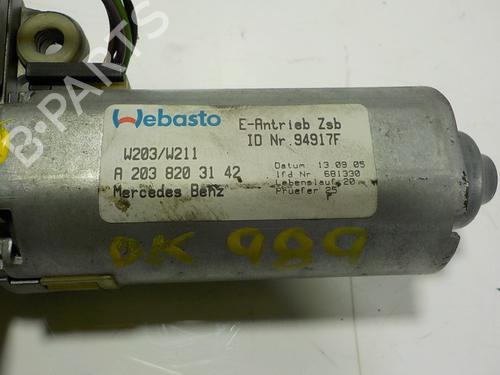 B-PARTS
Webasto
E-Antrieb Zsb
ID Nr.94917F
W203/W211
A 203 820 31 42
Mercedes Benz
Datum 13.09.05
lfd Nr 681330
Lebenslauf:20
Pruefer 25
OK 989